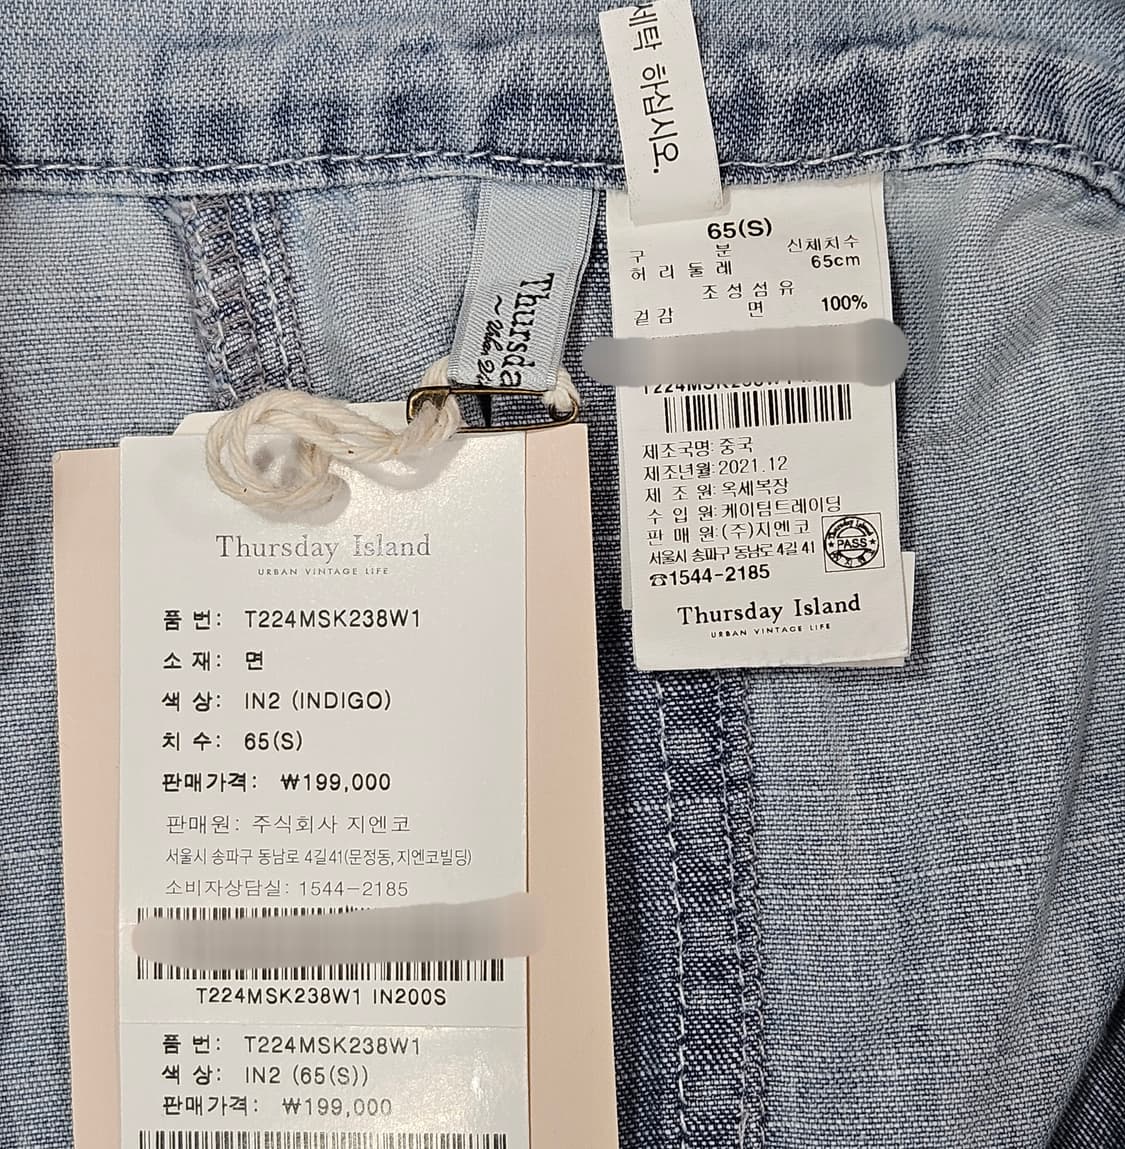 세탁 하십시오.
65(S)
구 분 신체치수
허 리 둘 레 65cm
조 성 섬 유
겉 감 면 100%
제조국명: 중국
제조년월: 2021.12
제 조 원: 옥세복장
수 입 원: 케이팀트레이딩
판 매 원: (주)지엔코
서울시 송파구 동남로 4길 41
☎1544-2185
PASS
Thursday Island
URBAN VINTAGE LIFE
Thursday Island
URBAN VINTAGE LIFE
품 번: T224MSK238W1
소 재: 면
색 상: IN2 (INDIGO)
치 수: 65(S)
판매가격: ₩199,000
판매원: 주식회사 지엔코
서울시 송파구 동남로 4길41(문정동, 지엔코빌딩)
소비자상담실: 1544-2185
T224MSK238W1 IN200S
품 번: T224MSK238W1
색 상: IN2 (65(S))
판매가격: ₩199,000